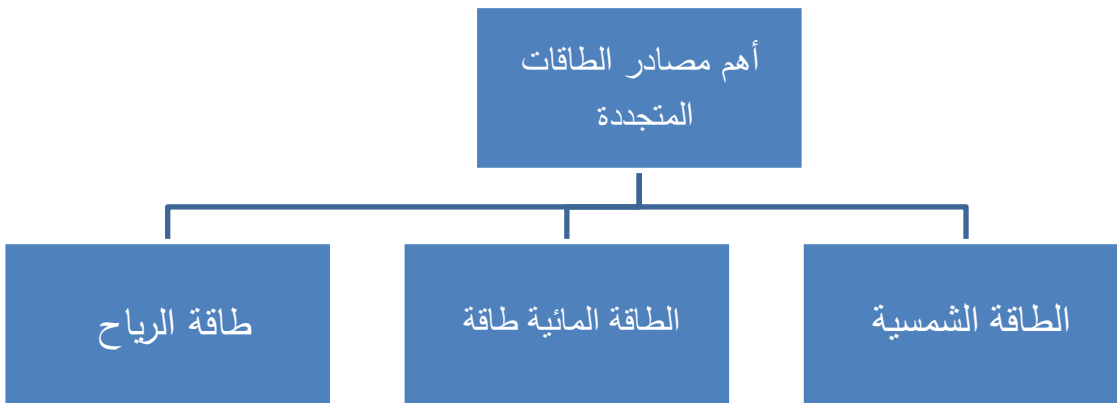 أهم مصادر الطاقات
المتجددة
الطاقة الشمسية
الطاقة المائية طاقة
طاقة الرياح